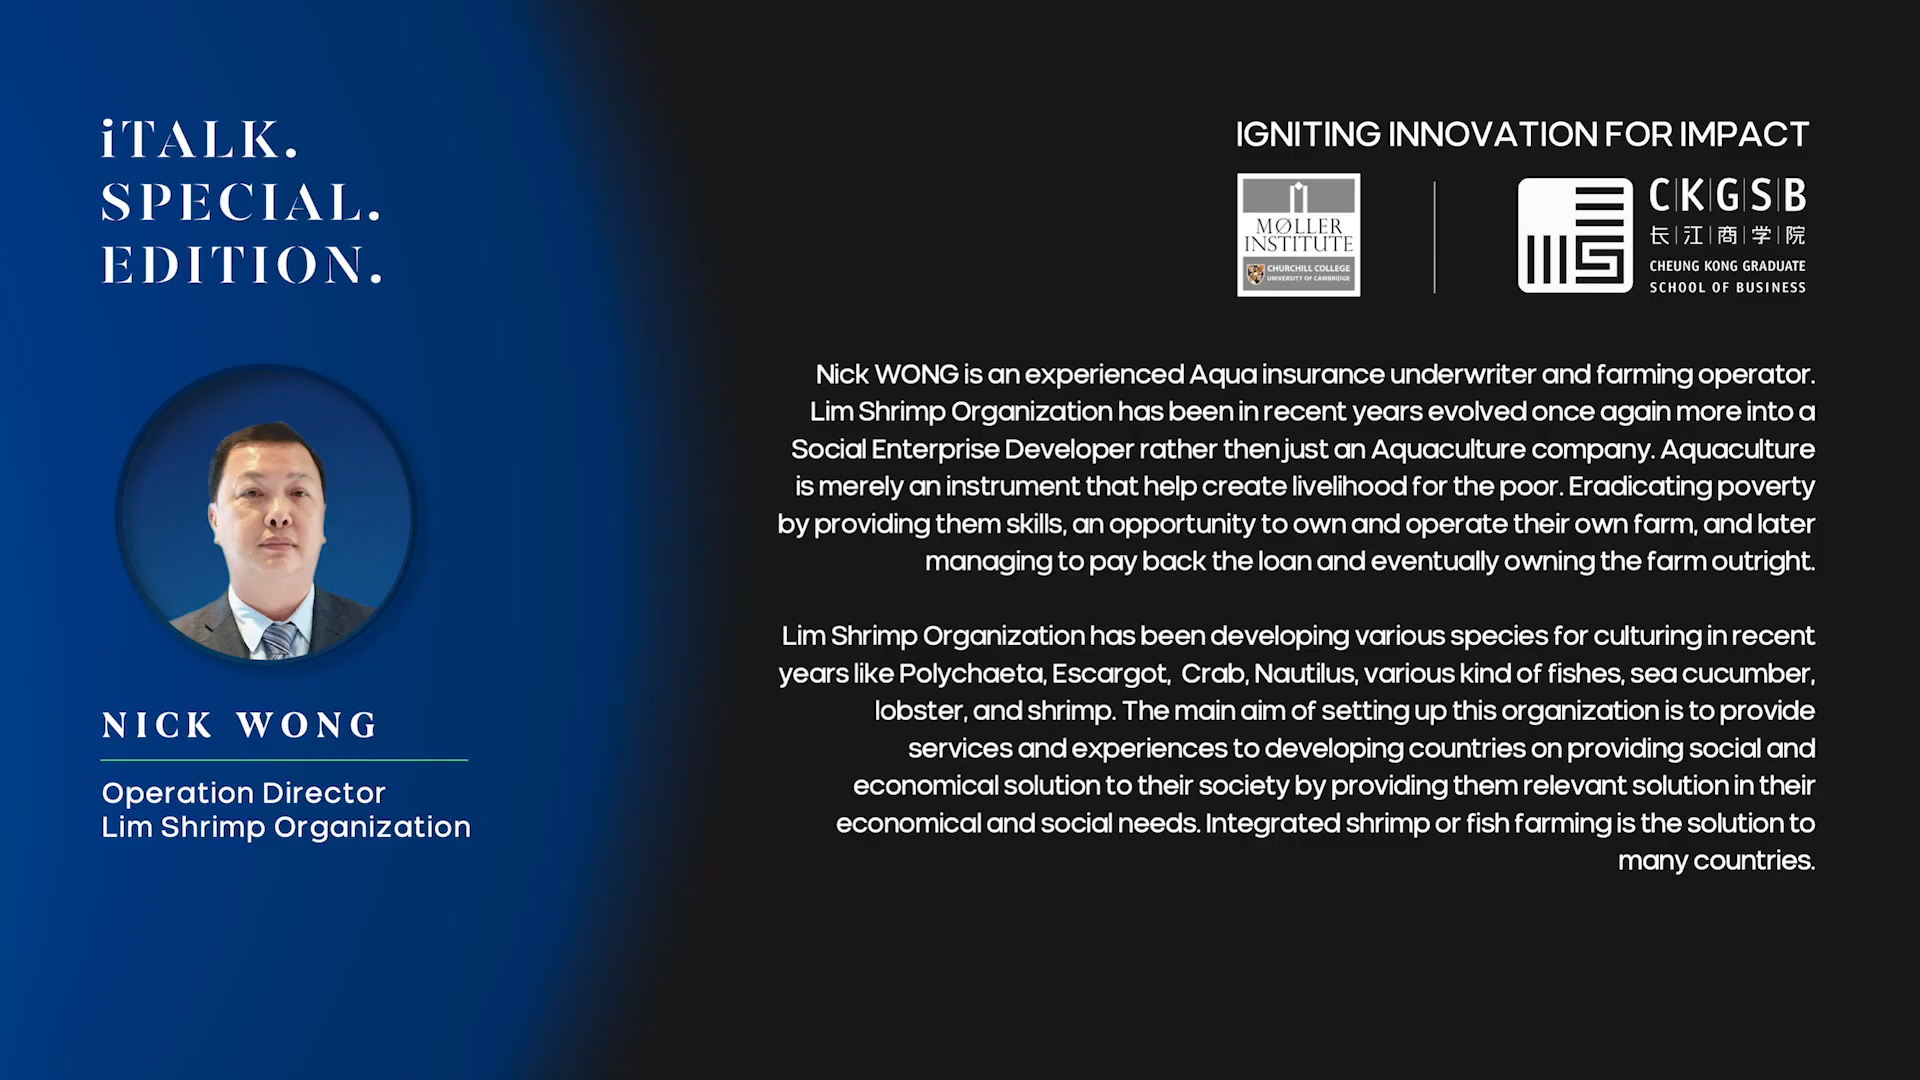 iTALK.
SPECIAL.
EDITION.
NICK WONG
Operation Director
Lim Shrimp Organization
IGNITING INNOVATION FOR IMPACT
MØLLER
INSTITUTE
CHURCHILL COLLEGE
UNIVERSITY OF CAMBRIDGE
CKGSB
长江商学院
CHEUNG KONG GRADUATE
SCHOOL OF BUSINESS
Nick WONG is an experienced Aqua insurance underwriter and farming operator.
Lim Shrimp Organization has been in recent years evolved once again more into a
Social Enterprise Developer rather then just an Aquaculture company. Aquaculture
is merely an instrument that help create livelihood for the poor. Eradicating poverty
by providing them skills, an opportunity to own and operate their own farm, and later
managing to pay back the loan and eventually owning the farm outright.
Lim Shrimp Organization has been developing various species for culturing in recent
years like Polychaeta, Escargot, Crab, Nautilus, various kind of fishes, sea cucumber,
lobster, and shrimp. The main aim of setting up this organization is to provide
services and experiences to developing countries on providing social and
economical solution to their society by providing them relevant solution in their
economical and social needs. Integrated shrimp or fish farming is the solution to
many countries.